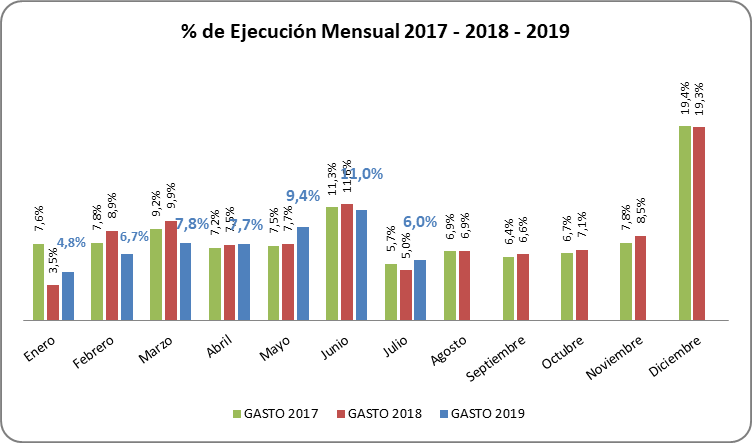 % de Ejecución Mensual 2017 - 2018 - 2019
7,6%
3,5%
4,8%
7,8%
8,9%
6,7%
9,2%
9,9%
7,8%
7,2%
7,5%
7,7%
7,5%
7,7%
9,4%
11,3%
11,6%
11,0%
5,7%
5,0%
6,0%
6,9%
6,9%
6,4%
6,6%
6,7%
7,1%
7,8%
8,5%
19,4%
19,3%
Enero
Febrero
Marzo
Abril
Mayo
Junio
Julio
Agosto
Septiembre
Octubre
Noviembre
Diciembre
GASTO 2017 GASTO 2018 GASTO 2019